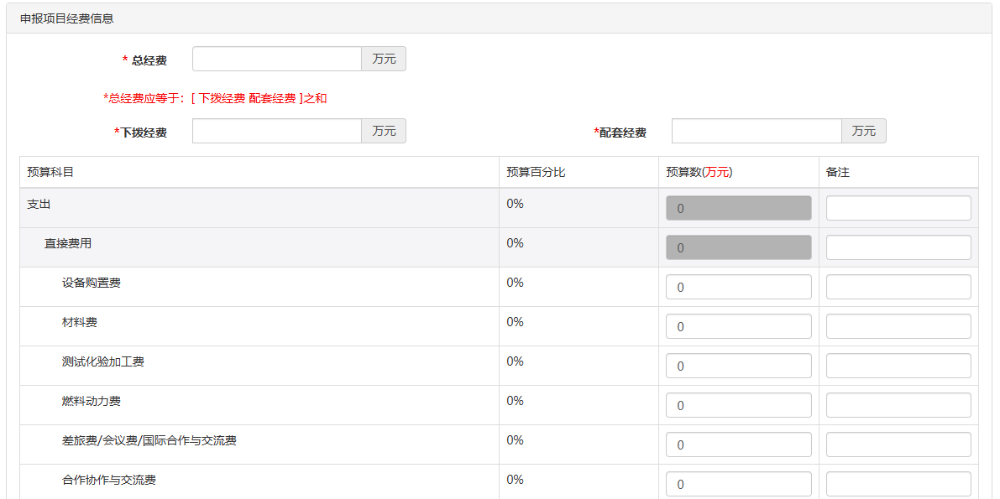 申报项目经费信息
* 总经费 万元
*总经费应等于：[ 下拨经费 配套经费 ]之和
*下拨经费 万元 *配套经费 万元
预算科目 预算百分比 预算数(万元) 备注
支出 0% 0
直接费用 0% 0
设备购置费 0% 0
材料费 0% 0
测试化验加工费 0% 0
燃料动力费 0% 0
差旅费/会议费/国际合作与交流费 0% 0
合作协作与交流费 0% 0